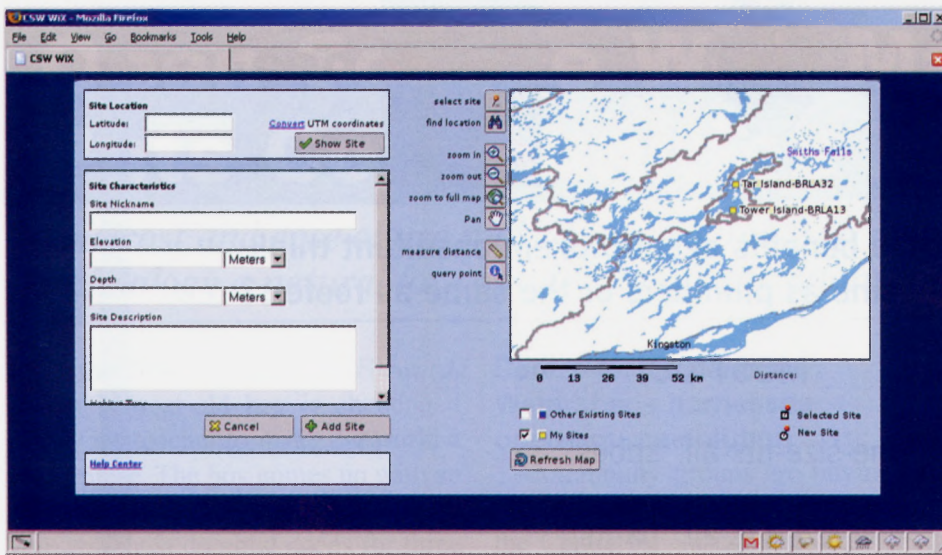 CSW WiX - Mozilla Firefox
File Edit View Go Bookmarks Tools Help
CSW WiX
Site Location
Latitude:
Convert UTM coordinates
Longitude:
Show Site
Site Characteristics
Site Nickname
Elevation
Meters
Depth
Meters
Site Description
Cancel
Add Site
Help Center
select site
find location
zoom in
zoom out
zoom to full map
Pan
measure distance
query point
Smiths Falls
Tar Island-BRLA32
Tower Island-BRLA13
Kingston
0 13 26 39 52 km
Distance:
Other Existing Sites
My Sites
Refresh Map
Selected Site
New Site